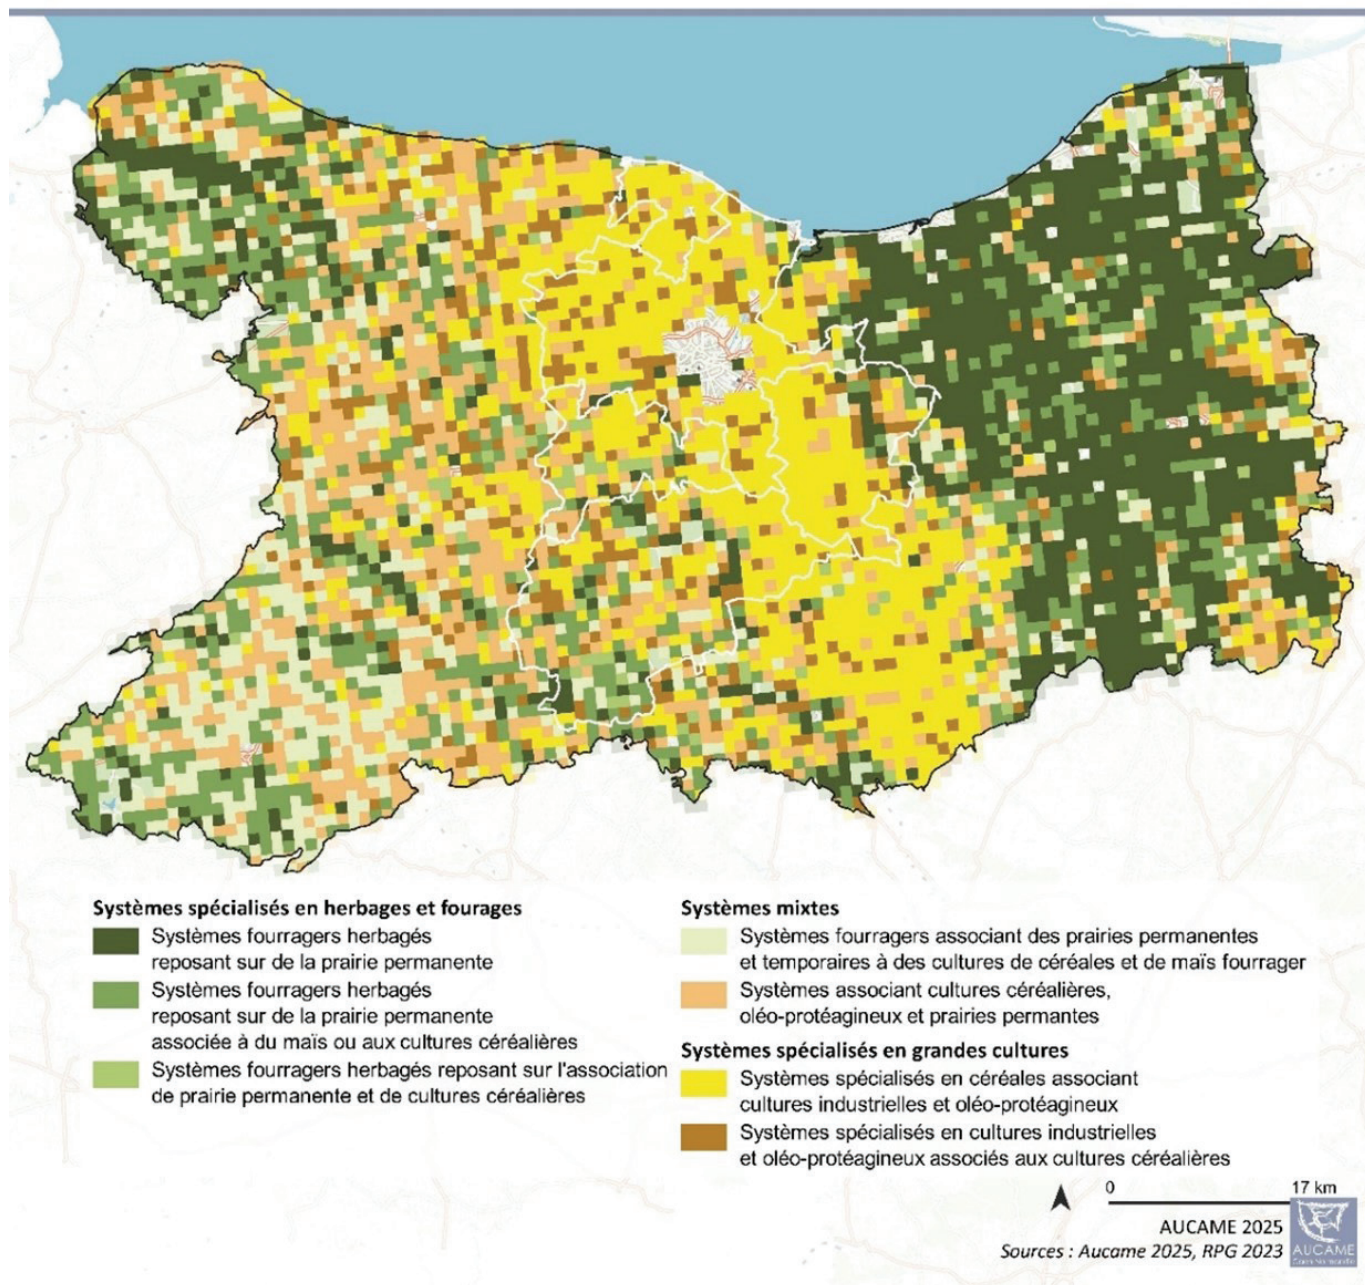 Systèmes spécialisés en herbages et fourages
Systèmes fourragers herbagés
reposant sur de la prairie permanente
Systèmes fourragers herbagés
reposant sur de la prairie permanente
associée à du maïs ou aux cultures céréalières
Systèmes fourragers herbagés reposant sur l'association
de prairie permanente et de cultures céréalières
Systèmes mixtes
Systèmes fourragers associant des prairies permanentes
et temporaires à des cultures de céréales et de maïs fourrager
Systèmes associant cultures céréalières,
oléo-protéagineux et prairies permantes
Systèmes spécialisés en grandes cultures
Systèmes spécialisés en céréales associant
cultures industrielles et oléo-protéagineux
Systèmes spécialisés en cultures industrielles
et oléo-protéagineux associés aux cultures céréalières
0 17 km
AUCAME 2025
Sources : Aucame 2025, RPG 2023
AUCAME